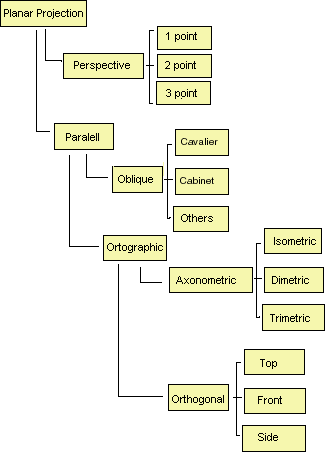 Planar Projection
Perspective
1 point
2 point
3 point
Paralell
Oblique
Cavalier
Cabinet
Others
Ortographic
Axonometric
Isometric
Dimetric
Trimetric
Orthogonal
Top
Front
Side